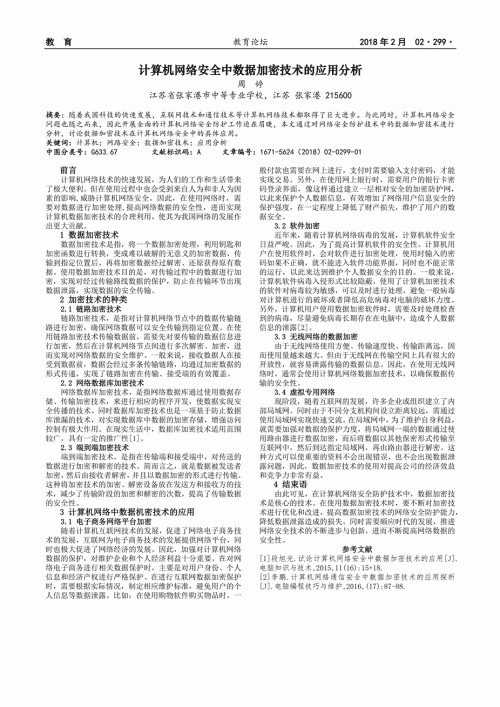 教 育
教育论坛
2018 年 2 月 02·299·
计算机网络安全中数据加密技术的应用分析
周 婷
江苏省张家港市中等专业学校，江苏 张家港 215600
摘要：随着我国科技的快速发展，互联网技术和通信技术等计算机网络技术都取得了巨大进步。与此同时，计算机网络安全
问题也随之而来，因此开展全面的计算机网络安全防护工作迫在眉睫，本文通过对网络安全防护技术中的数据加密技术进行
分析，讨论数据加密技术在计算机网络安全中的具体应用。
关键词：计算机；网路安全；数据加密技术；应用分析
中图分号：G633.67 文献标识码：A 文章编号：1671-5624（2018）02-0299-01
前言
计算机网络技术的快速发展，为人们的工作和生活带来
了极大便利，但在使用过程中也会受到来自人为和非人为因
素的影响，威胁计算机网络安全。因此，在使用网络时，需
要对数据进行加密处理，提高网络数据的安全性，进而实现
计算机数据加密技术的合理利用，使其为我国网络的发展作
出更大贡献。
1 数据加密技术
数据加密技术是指，将一个数据加密处理，利用钥匙和
加密函数进行转换，变成难以破解的无意义的加密数据，传
输到指定位置后，再将加密数据经过解密、还原获得原有数
据。使用数据加密技术目的是，对传输过程中的数据进行加
密，实现对经过传输路线数据的保护，防止在传输环节出现
数据泄露，实现数据的安全传输。
2 加密技术的种类
2.1 链路加密技术
链路加密技术，是指对计算机网络节点中的数据传输链
路进行加密，确保网络数据可以安全传输到指定位置。在使
用链路加密技术传输数据前，需要先对要传输的数据信息进
行加密，然后在计算机网络节点间进行多次解密、加密，进
而实现对网络数据的安全维护。一般来说，接收数据人在接
受到数据前，数据会经过多条传输链路，均通过加密数据的
形式传递，实现了链路加密在传输、接受端的有效覆盖。
2.2 网络数据库加密技术
网络数据库加密技术，是指网络数据库通过使用数据存
储、传输加密技术，来进行相应的程序开发，使数据实现安
全传播的技术。同时数据库加密技术也是一项基于防止数据
库泄漏的技术，对实现数据库中数据的加密存储，增强访问
控制有极大作用。在现实生活中，数据库加密技术适用范围
较广，具有一定的推广性[1]。
2.3 端到端加密技术
端到端加密技术，是指在传输端和接受端中，对传送的
数据进行加密和解密的技术。简而言之，就是数据被发送者
加密，然后由接收者解密，并且以数据加密的形式进行传输。
这种将加密技术的加密、解密设备放在发送方和接收方的技
术，减少了传输阶段的加密和解密的次数，提高了传输数据
的安全性。
3 计算机网络中数据机密技术的应用
3.1 电子商务网络平台加密
随着计算机互联网技术的发展，促进了网络电子商务技
术的发展，互联网为电子商务技术的发展提供网络平台，同
时也极大促进了网络经济的发展。因此，加强对计算机网络
数据的保护，对维护企业和个人经济利益十分重要。在对网
络电子商务进行相关数据保护时，主要是对用户身份、个人
信息和经济产权进行严格保护。在进行互联网数据加密保护
时，需要根据实际情况，制定相应维护标准，避免用户的个
人信息等数据泄露。比如：在使用购物软件购买物品时，一
般付款也需要在网上进行，支付时需要输入支付密码，才能
实现交易。另外，在使用网上银行时，需要用户的银行卡密
码登录界面，像这样通过建立一层相对安全的加密防护网，
以此来保护个人数据信息，有效增加了网络用户信息安全的
保护强度，在一定程度上降低了财产损失，维护了用户的数
据安全。
3.2 软件加密
近年来，随着计算机网络病毒的发展，计算机软件安全
日益严峻。因此，为了提高计算机软件的安全性。计算机用
户在使用软件时，会对软件进行加密处理，使用时输入的密
码如果不正确，就不能进入软件功能界面，同时也不能正常
的运行，以此来达到维护个人数据安全的目的。一般来说，
计算机软件病毒入侵形式比较隐蔽，使用了计算机加密技术
的软件对病毒较为敏感，可以及时进行处理，避免一般病毒
对计算机进行的破坏或者降低高危病毒对电脑的破坏力度。
另外，计算机用户使用数据加密软件时，需要及时处理检查
到的病毒，尽量避免病毒长期存在在电脑中，造成个人数据
信息的泄露[2]。
3.3 无线网络的数据加密
由于无线网络使用方便、传输速度快、传输距离远，因
而使用量越来越大。但由于无线网在传输空间上具有很大的
开放性，就容易泄露传输的数据信息。因此，在使用无线网
络时，通常会使用计算机网络数据加密技术，以确保数据传
输的安全性。
3.4 虚拟专用网络
现阶段，随着互联网的发展，许多企业或组织建立了内
部局域网。同时由于不同分支机构间设立距离较远，需通过
使用局域网实现快速交流。在局域网中，为了维护自身利益，
就需要加强对数据的保护力度，将局域网一端的数据通过使
用路由器进行数据加密，而后将数据以其他保密形式传输至
互联网中，然后到达指定局域网，再由路由器进行解密。这
种方式可以使重要的资料不会出现错误，也不会出现数据泄
露问题，因此，数据加密技术的使用对提高公司的经济效益
和竞争力非常有益。
4 结束语
由此可见，在计算机网络安全防护技术中，数据加密技
术是核心的技术，在使用数据加密技术时，要不断对加密技
术进行优化和改进，提高数据加密技术的网络安全防护能力，
降低数据泄露造成的损失。同时需要顺应时代的发展，推进
网络安全技术的不断进步与创新，进而不断提高网络数据的
安全性。
参考文献
[1]段旭光.试论计算机网络安全中数据加密技术的应用[J].
电脑知识与技术,2015,11(16):15+18.
[2]李鹏.计算机网络通信安全中数据加密技术的应用探析
[J].电脑编程技巧与维护,2016,(17):87-88.